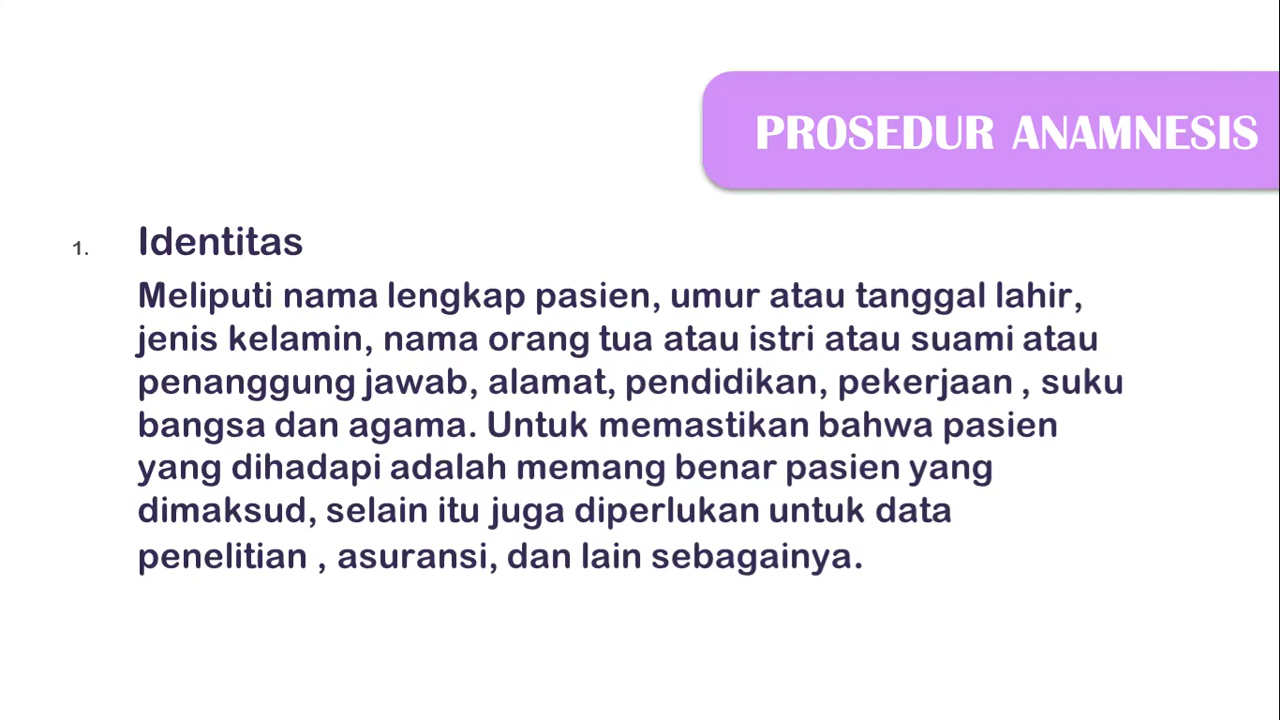 PROSEDUR ANAMNESIS
1. Identitas
Meliputi nama lengkap pasien, umur atau tanggal lahir,
jenis kelamin, nama orang tua atau istri atau suami atau
penanggung jawab, alamat, pendidikan, pekerjaan , suku
bangsa dan agama. Untuk memastikan bahwa pasien
yang dihadapi adalah memang benar pasien yang
dimaksud, selain itu juga diperlukan untuk data
penelitian , asuransi, dan lain sebagainya.